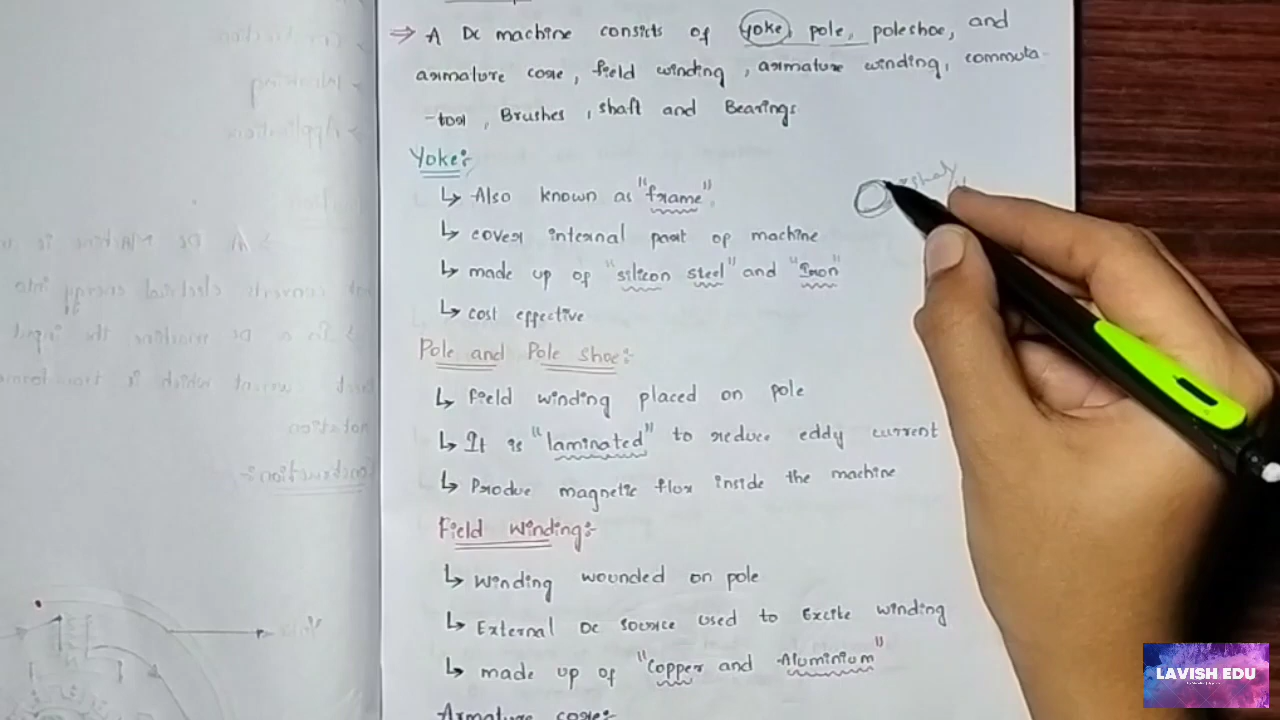 ⇒ A DC machine consists of yoke, pole, poleshoe, and
armature core, field winding, armature winding, commuta-
-tor, Brushes, shaft and Bearings
Yoke:-
↳ Also known as "frame".
↳ cover internal part of machine
↳ made up of "silicon steel" and "Iron"
↳ cost effective
Pole and Pole shoe:-
↳ field winding placed on pole
↳ It is "laminated" to reduce eddy current
↳ Produe magnetic flux inside the machine
Field Winding:-
↳ Winding wounded on pole
↳ External DC source used to Excite winding
↳ made up of "Copper and Aluminium"
Armature core:-
LAVISH EDU